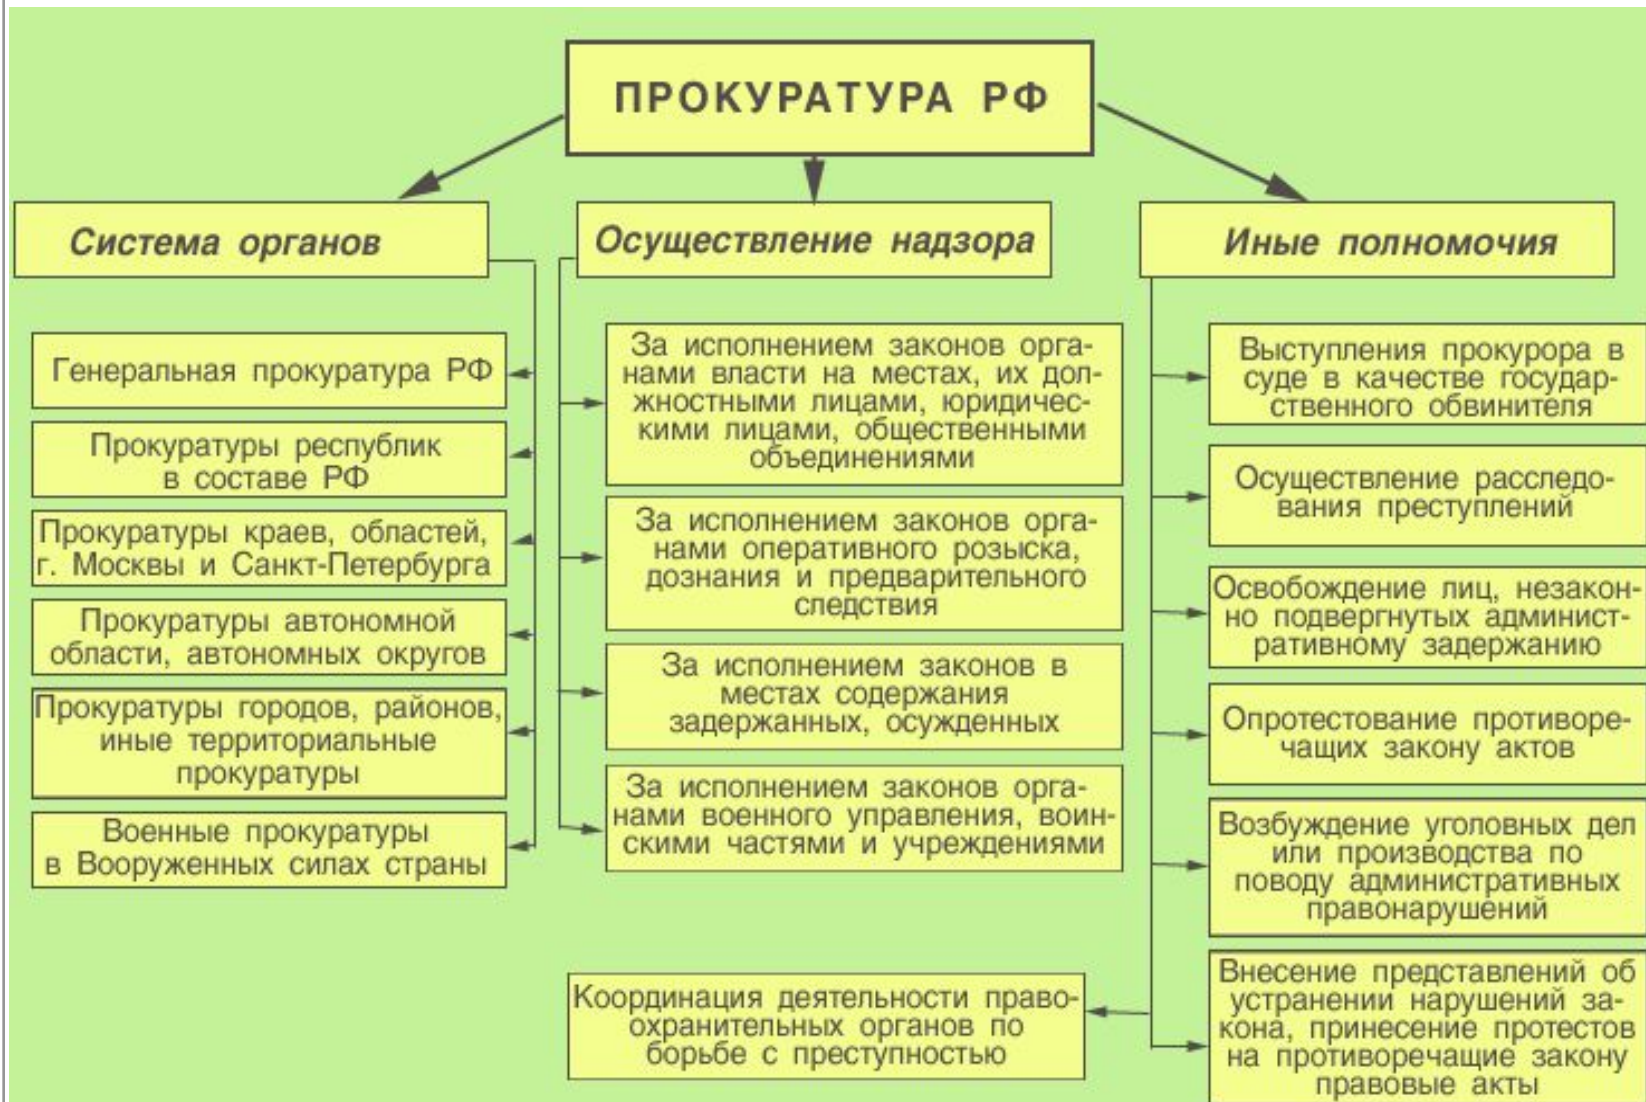 ПРОКУРАТУРА РФ
Система органов
Генеральная прокуратура РФ
Прокуратуры республик
в составе РФ
Прокуратуры краев, областей,
г. Москвы и Санкт-Петербурга
Прокуратуры автономной
области, автономных округов
Прокуратуры городов, районов,
иные территориальные
прокуратуры
Военные прокуратуры
в Вооруженных силах страны
Осуществление надзора
За исполнением законов орга-
нами власти на местах, их дол-
жностными лицами, юридичес-
кими лицами, общественными
объединениями
За исполнением законов орга-
нами оперативного розыска,
дознания и предварительного
следствия
За исполнением законов в
местах содержания
задержанных, осужденных
За исполнением законов орга-
нами военного управления, воин-
скими частями и учреждениями
Иные полномочия
Выступления прокурора в
суде в качестве государ-
ственного обвинителя
Осуществление расследо-
вания преступлений
Освобождение лиц, незакон-
но подвергнутых админист-
ративному задержанию
Опротестование противоре-
чащих закону актов
Возбуждение уголовных дел
или производства по
поводу административных
правонарушений
Внесение представлений об
устранении нарушений за-
кона, принесение протестов
на противоречащие закону
правовые акты
Координация деятельности право-
охранительных органов по
борьбе с преступностью